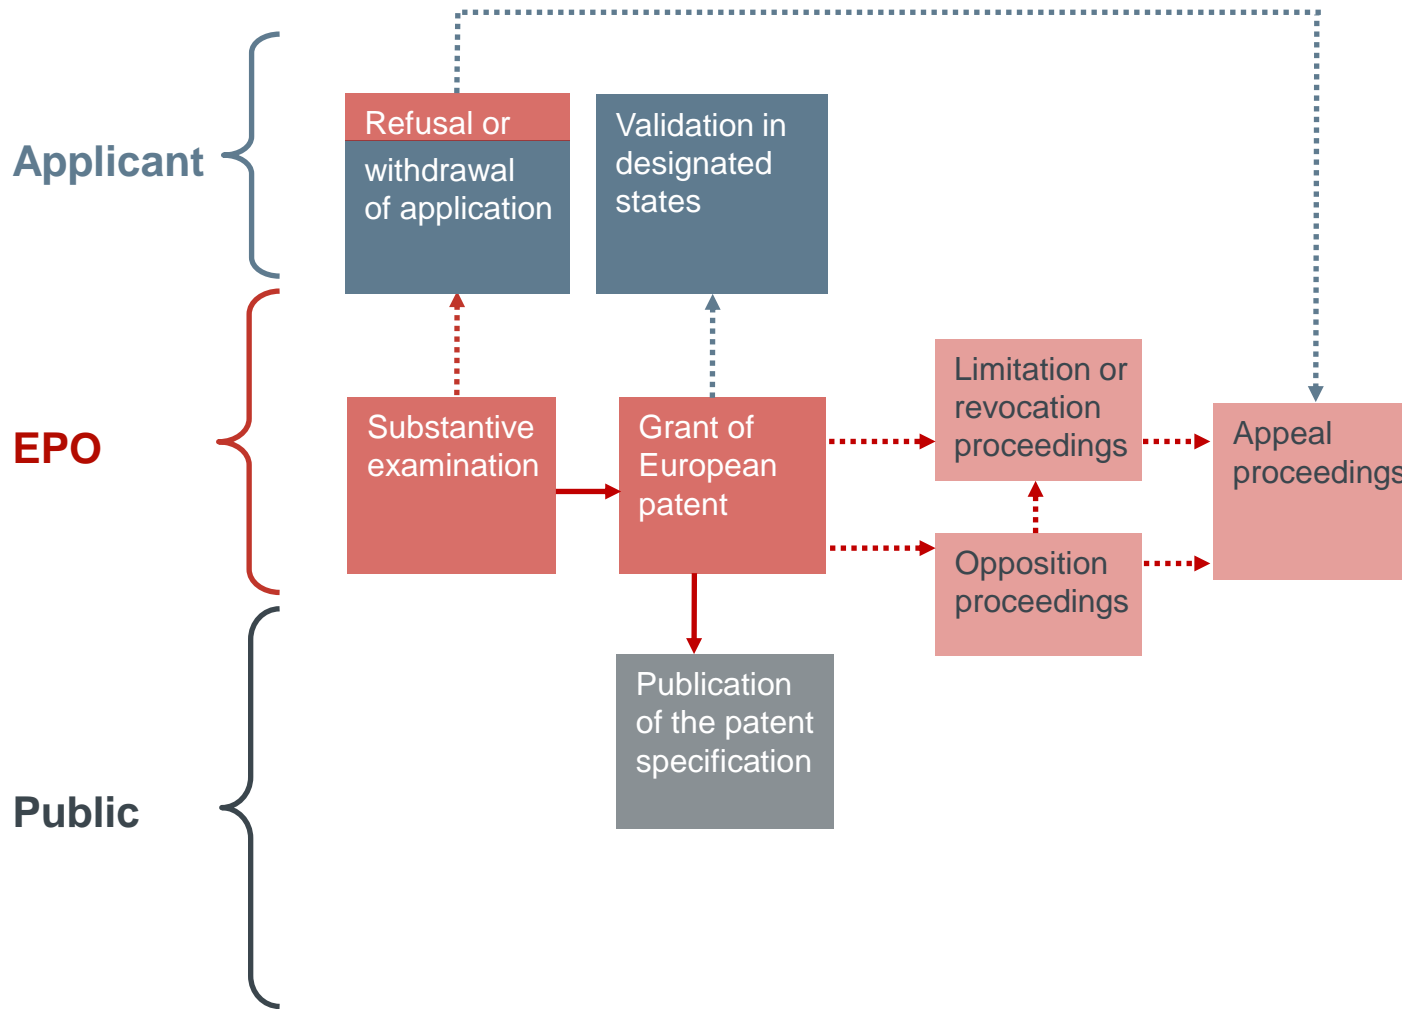 Applicant
Refusal or
withdrawal
of application
Validation in
designated
states
EPO
Substantive
examination
Grant of
European
patent
Limitation or
revocation
proceedings
Opposition
proceedings
Appeal
proceedings
Public
Publication
of the patent
specification